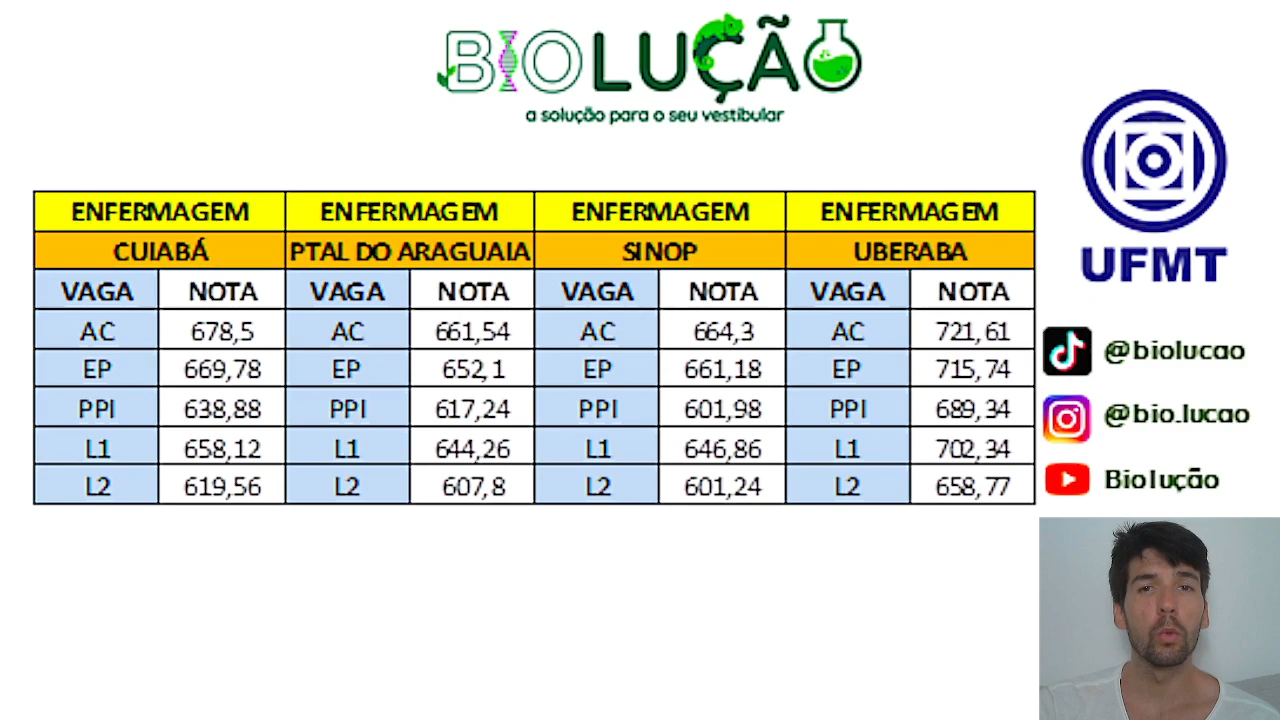 BIOLUÇÃO
a solução para o seu vestibular
ENFERMAGEM ENFERMAGEM ENFERMAGEM ENFERMAGEM
CUIABÁ PTAL DO ARAGUAIA SINOP UBERABA
VAGA NOTA VAGA NOTA VAGA NOTA VAGA NOTA
AC 678,5 AC 661,54 AC 664,3 AC 721,61
EP 669,78 EP 652,1 EP 661,18 EP 715,74
PPI 638,88 PPI 617,24 PPI 601,98 PPI 689,34
L1 658,12 L1 644,26 L1 646,86 L1 702,34
L2 619,56 L2 607,8 L2 601,24 L2 658,77
UFMT
@biolucao
@bio.lucao
Biolução